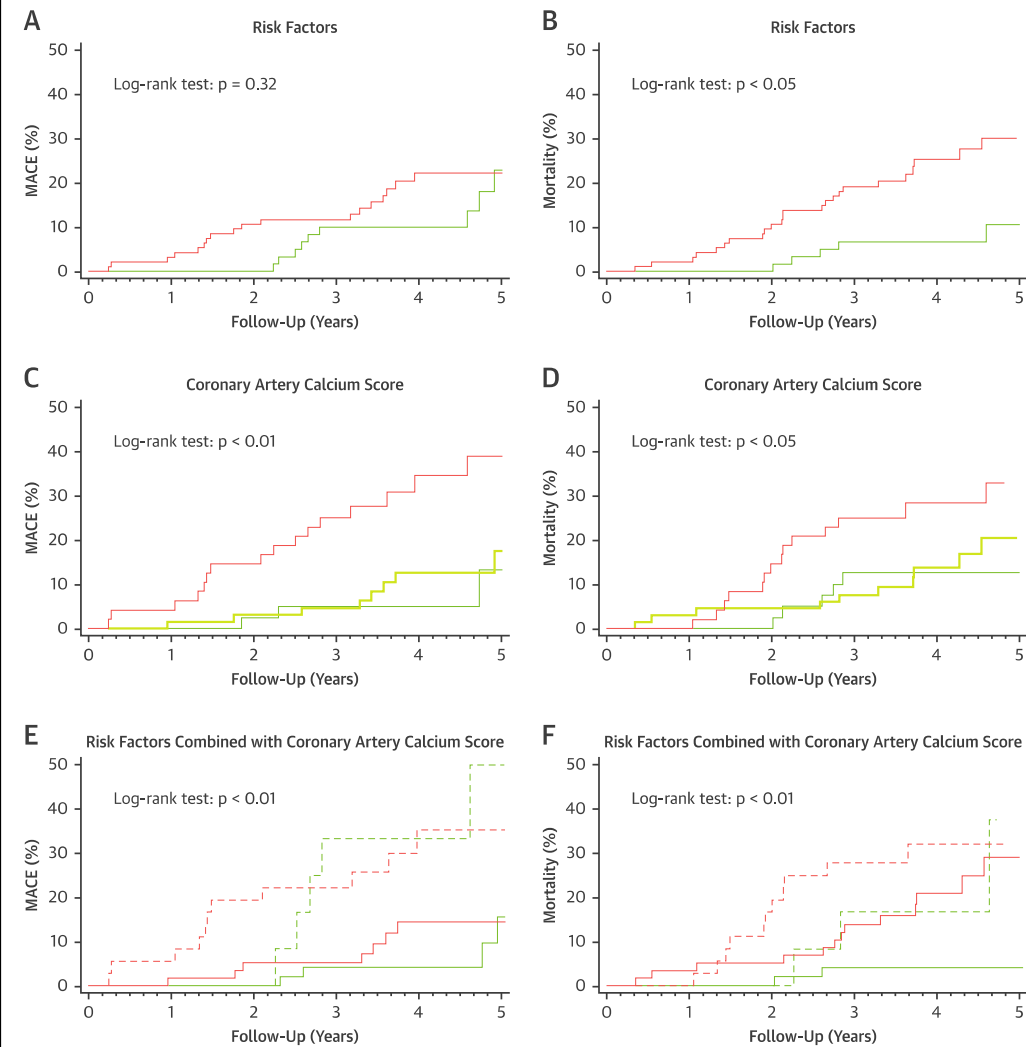 A
Risk Factors
Log-rank test: p = 0.32
MACE (%)
50
40
30
20
10
0
0 1 2 3 4 5
Follow-Up (Years)
B
Risk Factors
Log-rank test: p < 0.05
Mortality (%)
50
40
30
20
10
0
0 1 2 3 4 5
Follow-Up (Years)
C
Coronary Artery Calcium Score
Log-rank test: p < 0.01
MACE (%)
50
40
30
20
10
0
0 1 2 3 4 5
Follow-Up (Years)
D
Coronary Artery Calcium Score
Log-rank test: p < 0.05
Mortality (%)
50
40
30
20
10
0
0 1 2 3 4 5
Follow-Up (Years)
E
Risk Factors Combined with Coronary Artery Calcium Score
Log-rank test: p < 0.01
MACE (%)
50
40
30
20
10
0
0 1 2 3 4 5
Follow-Up (Years)
F
Risk Factors Combined with Coronary Artery Calcium Score
Log-rank test: p < 0.01
Mortality (%)
50
40
30
20
10
0
0 1 2 3 4 5
Follow-Up (Years)